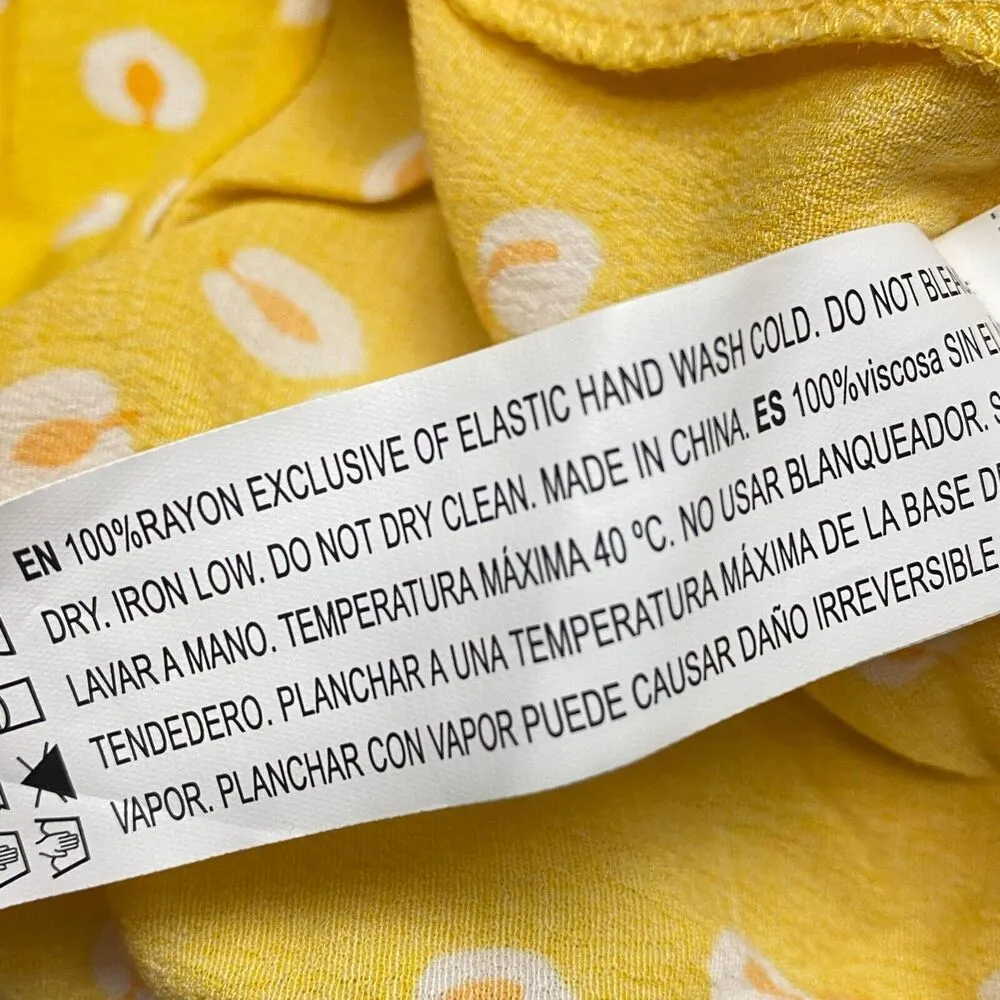 EN 100%RAYON EXCLUSIVE OF ELASTIC HAND WASH COLD. DO NOT
DRY. IRON LOW. DO NOT DRY CLEAN. MADE IN CHINA. ES 100%viscosa SIN
LAVAR A MANO. TEMPERATURA MÁXIMA 40 ºC. NO USAR BLANQUEADOR.
TENDEDERO. PLANCHAR A UNA TEMPERATURA MÁXIMA DE LA BASE
VAPOR. PLANCHAR CON VAPOR PUEDE CAUSAR DAÑO IRREVERSIBLE.